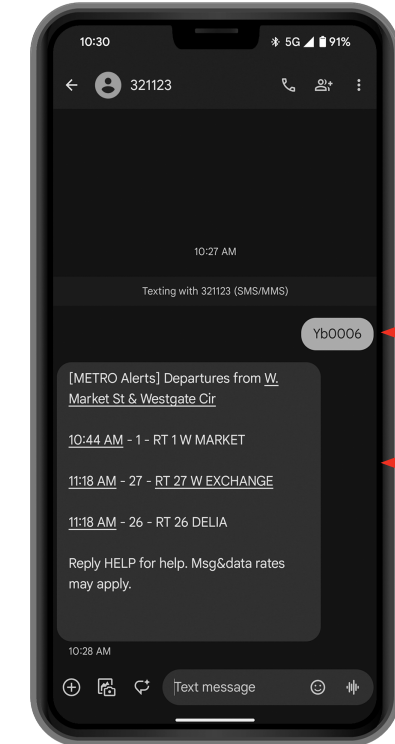 10:30
5G
91%
321123
10:27 AM
Texting with 321123 (SMS/MMS)
Yb0006
[METRO Alerts] Departures from W.
Market St & Westgate Cir
10:44 AM - 1 - RT 1 W MARKET
11:18 AM - 27 - RT 27 W EXCHANGE
11:18 AM - 26 - RT 26 DELIA
Reply HELP for help. Msg&data rates
may apply.
10:28 AM
Text message